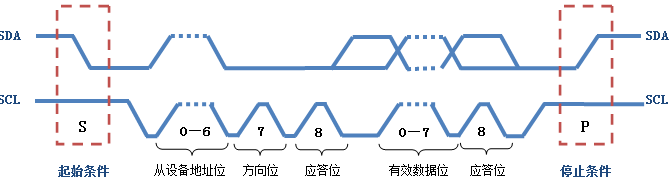 SDA SDA
SCL SCL
S 0—6 7 8 0—7 8 P
起始条件 从设备地址位 方向位 应答位 有效数据位 应答位 停止条件